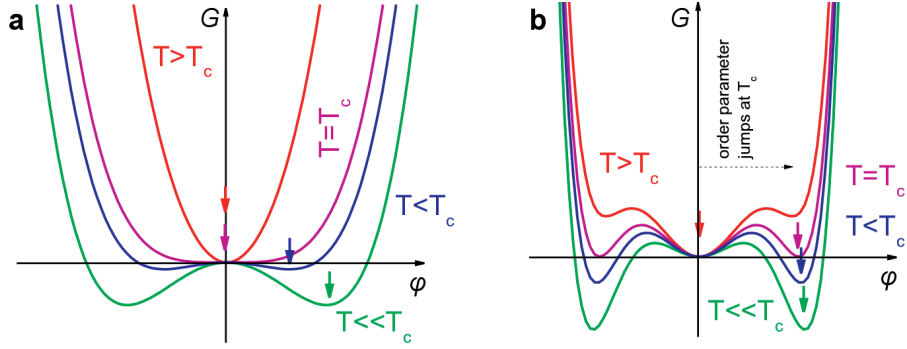 a
G
T>Tc
T=Tc
T<Tc
φ
T<<Tc
b
G
order parameter
jumps at Tc
T>Tc
T=Tc
T<Tc
φ
T<<Tc